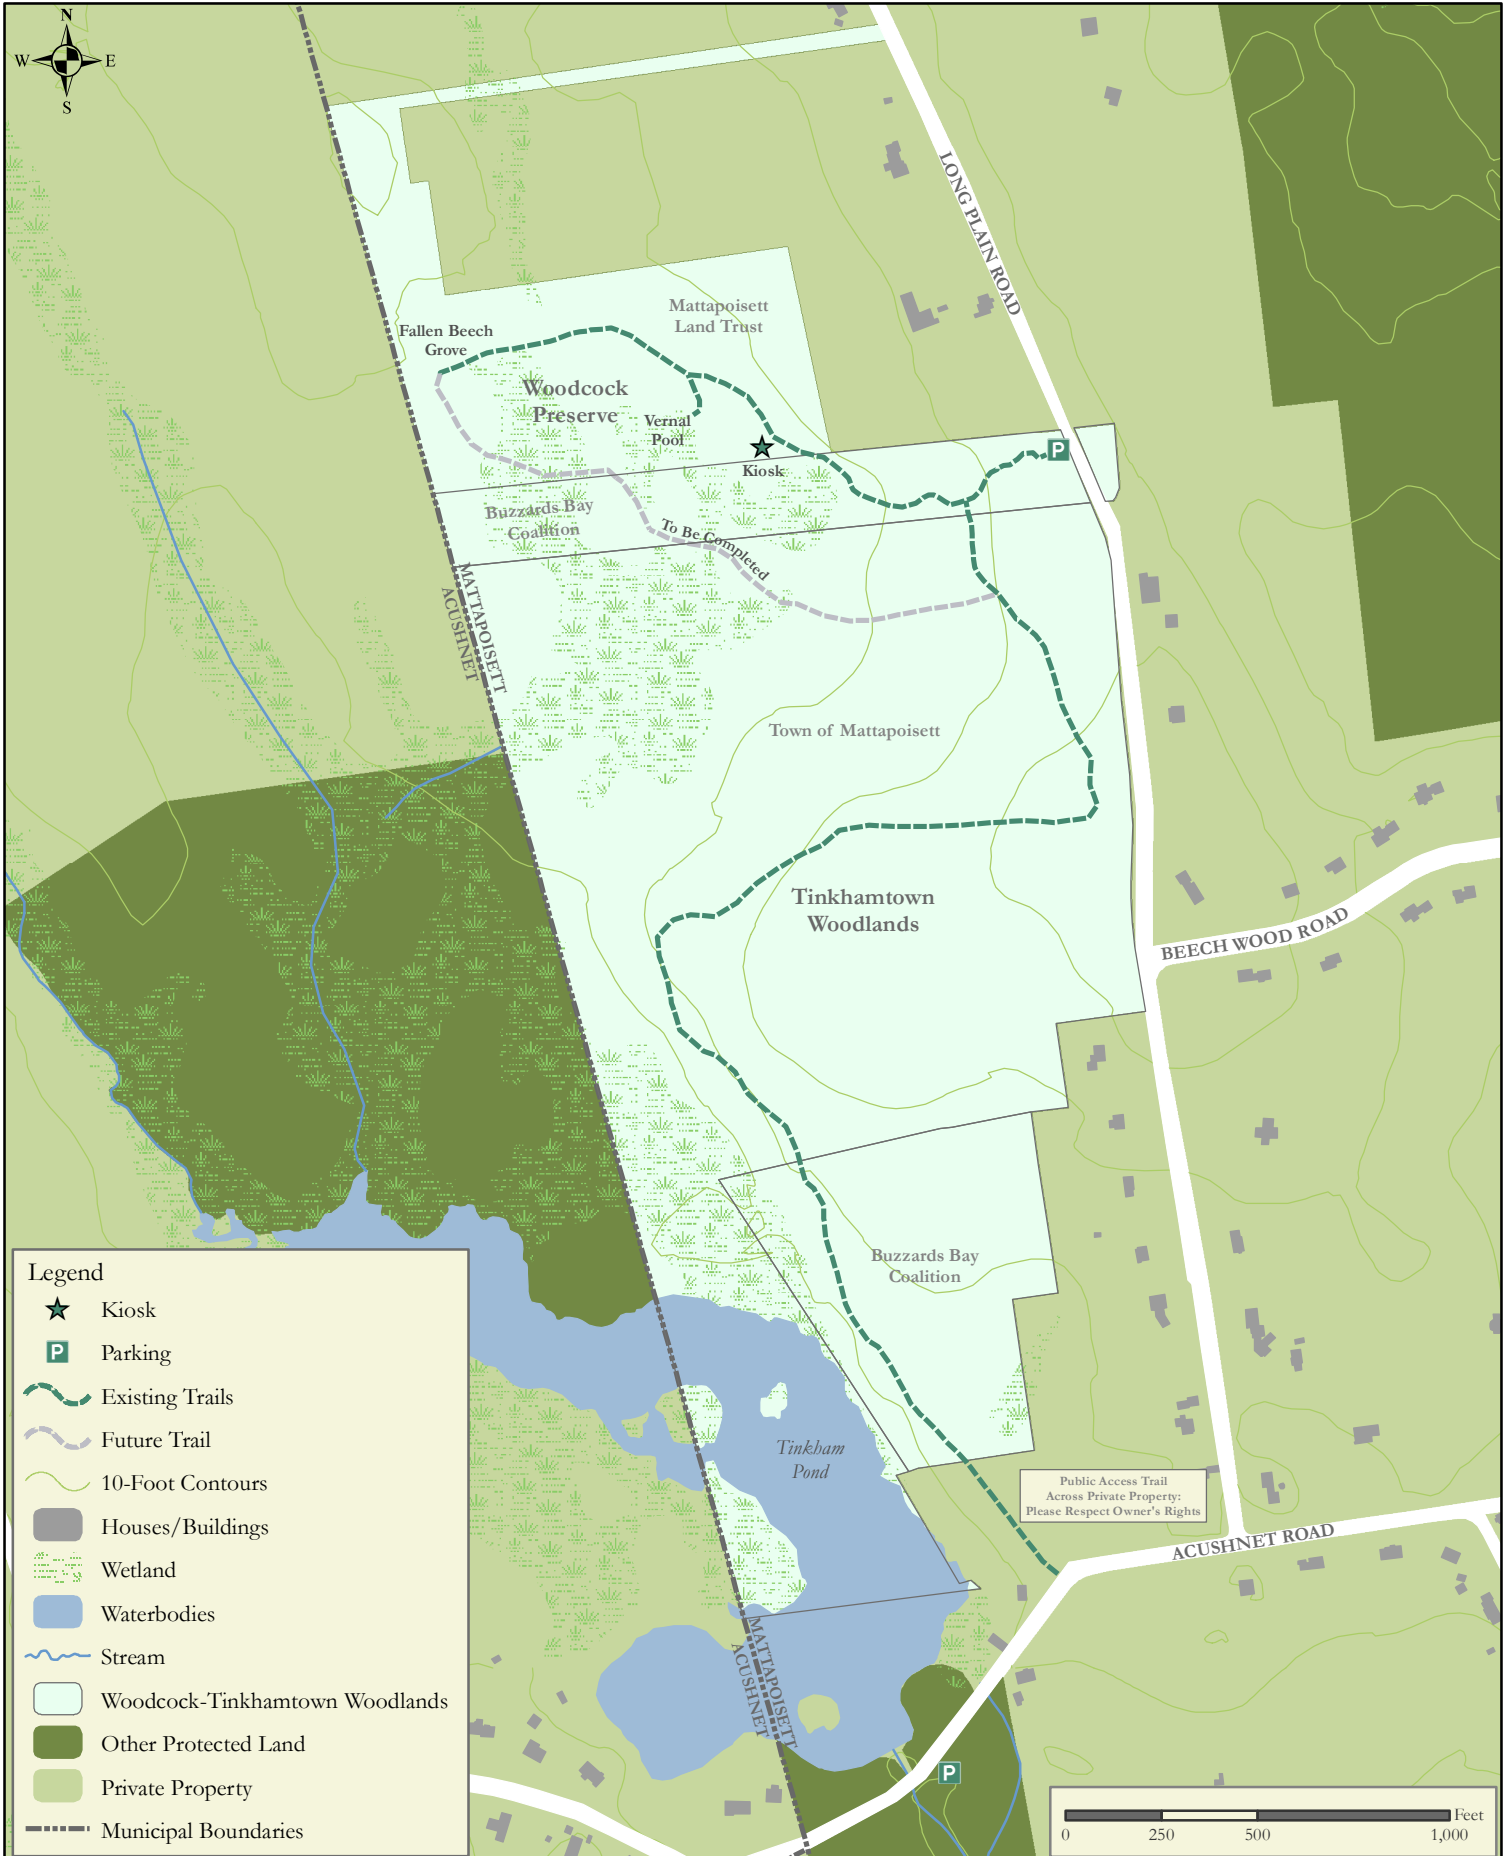 N
W
E
S
LONG PLAIN ROAD
Mattapoisett
Land Trust
Fallen Beech
Grove
Woodcock
Preserve
Vernal
Pool
Kiosk
P
Buzzards Bay
Coalition
To Be Completed
MATTAPOISETT
ACUSHNET
Town of Mattapoisett
Tinkhamtown
Woodlands
BEECH WOOD ROAD
Buzzards Bay
Coalition
Tinkham
Pond
Public Access Trail
Across Private Property:
Please Respect Owner's Rights
ACUSHNET ROAD
MATTAPOISETT
ACUSHNET
P
Legend
Kiosk
P
Parking
Existing Trails
Future Trail
10-Foot Contours
Houses/Buildings
Wetland
Waterbodies
Stream
Woodcock-Tinkhamtown Woodlands
Other Protected Land
Private Property
Municipal Boundaries
Feet
0
250
500
1,000